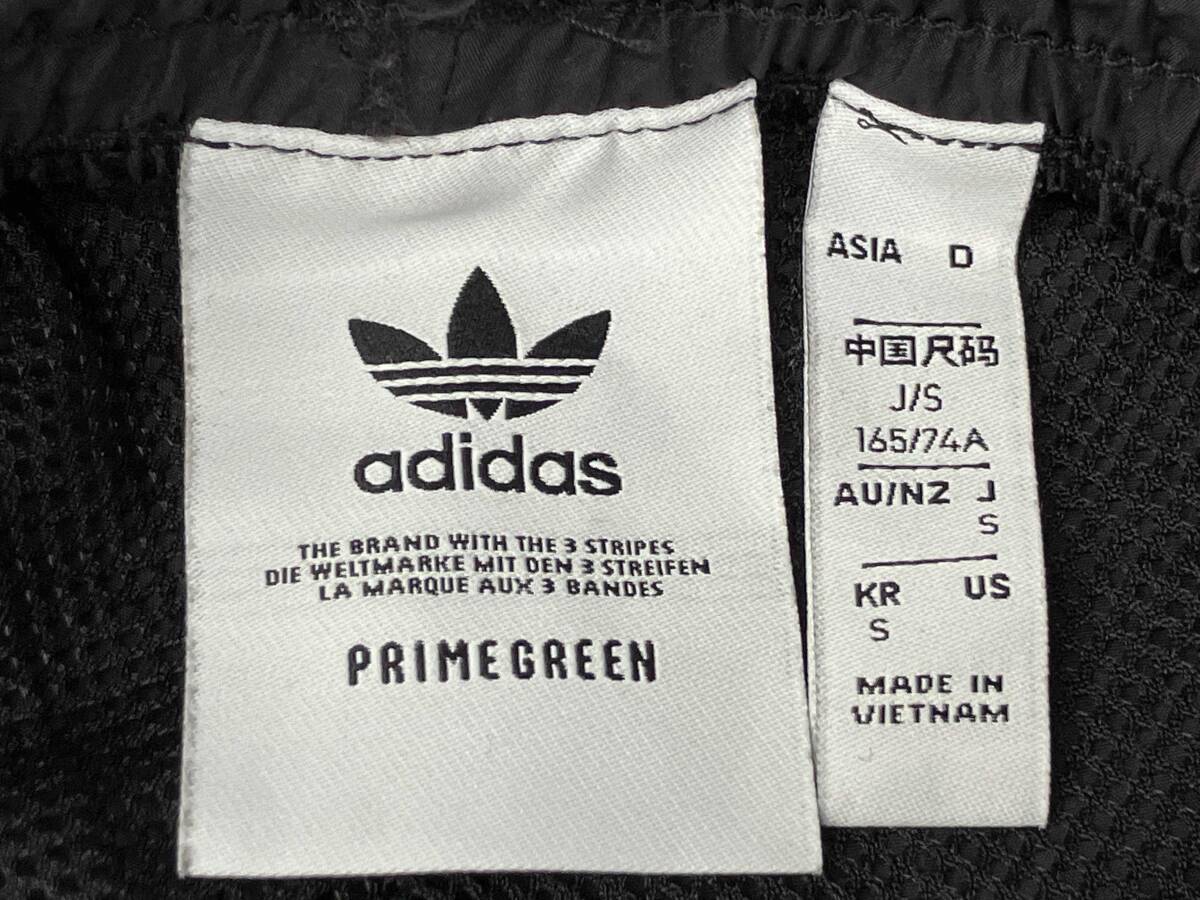 adidas
THE BRAND WITH THE 3 STRIPES
DIE WELTMARKE MIT DEN 3 STREIFEN
LA MARQUE AUX 3 BANDES
PRIMEGREEN
ASIA D
中国尺码
J/S
165/74A
AU/NZ J
S
KR US
S
MADE IN
VIETNAM